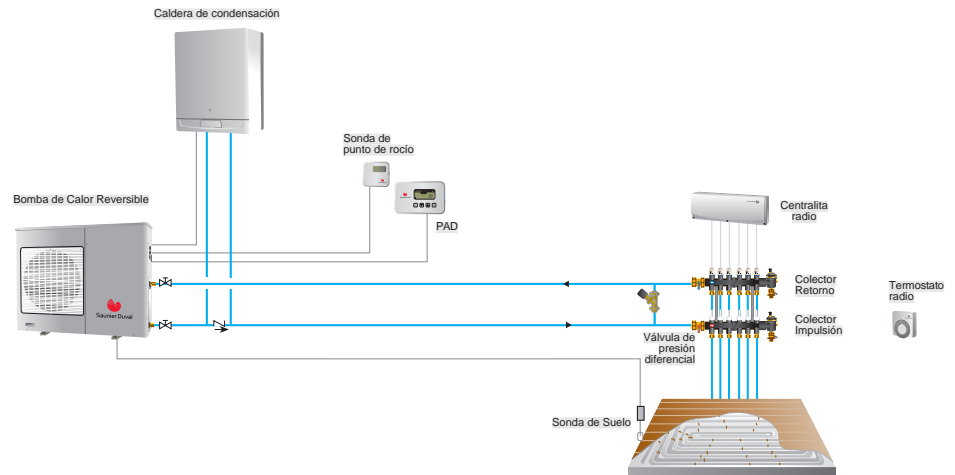 Caldera de condensación
Sonda de
punto de rocío
Bomba de Calor Reversible
PAD
Centralita
radio
Colector
Retorno
Termostato
radio
Saunier Duval
Colector
Impulsión
Válvula de
presión
diferencial
Sonda de Suelo